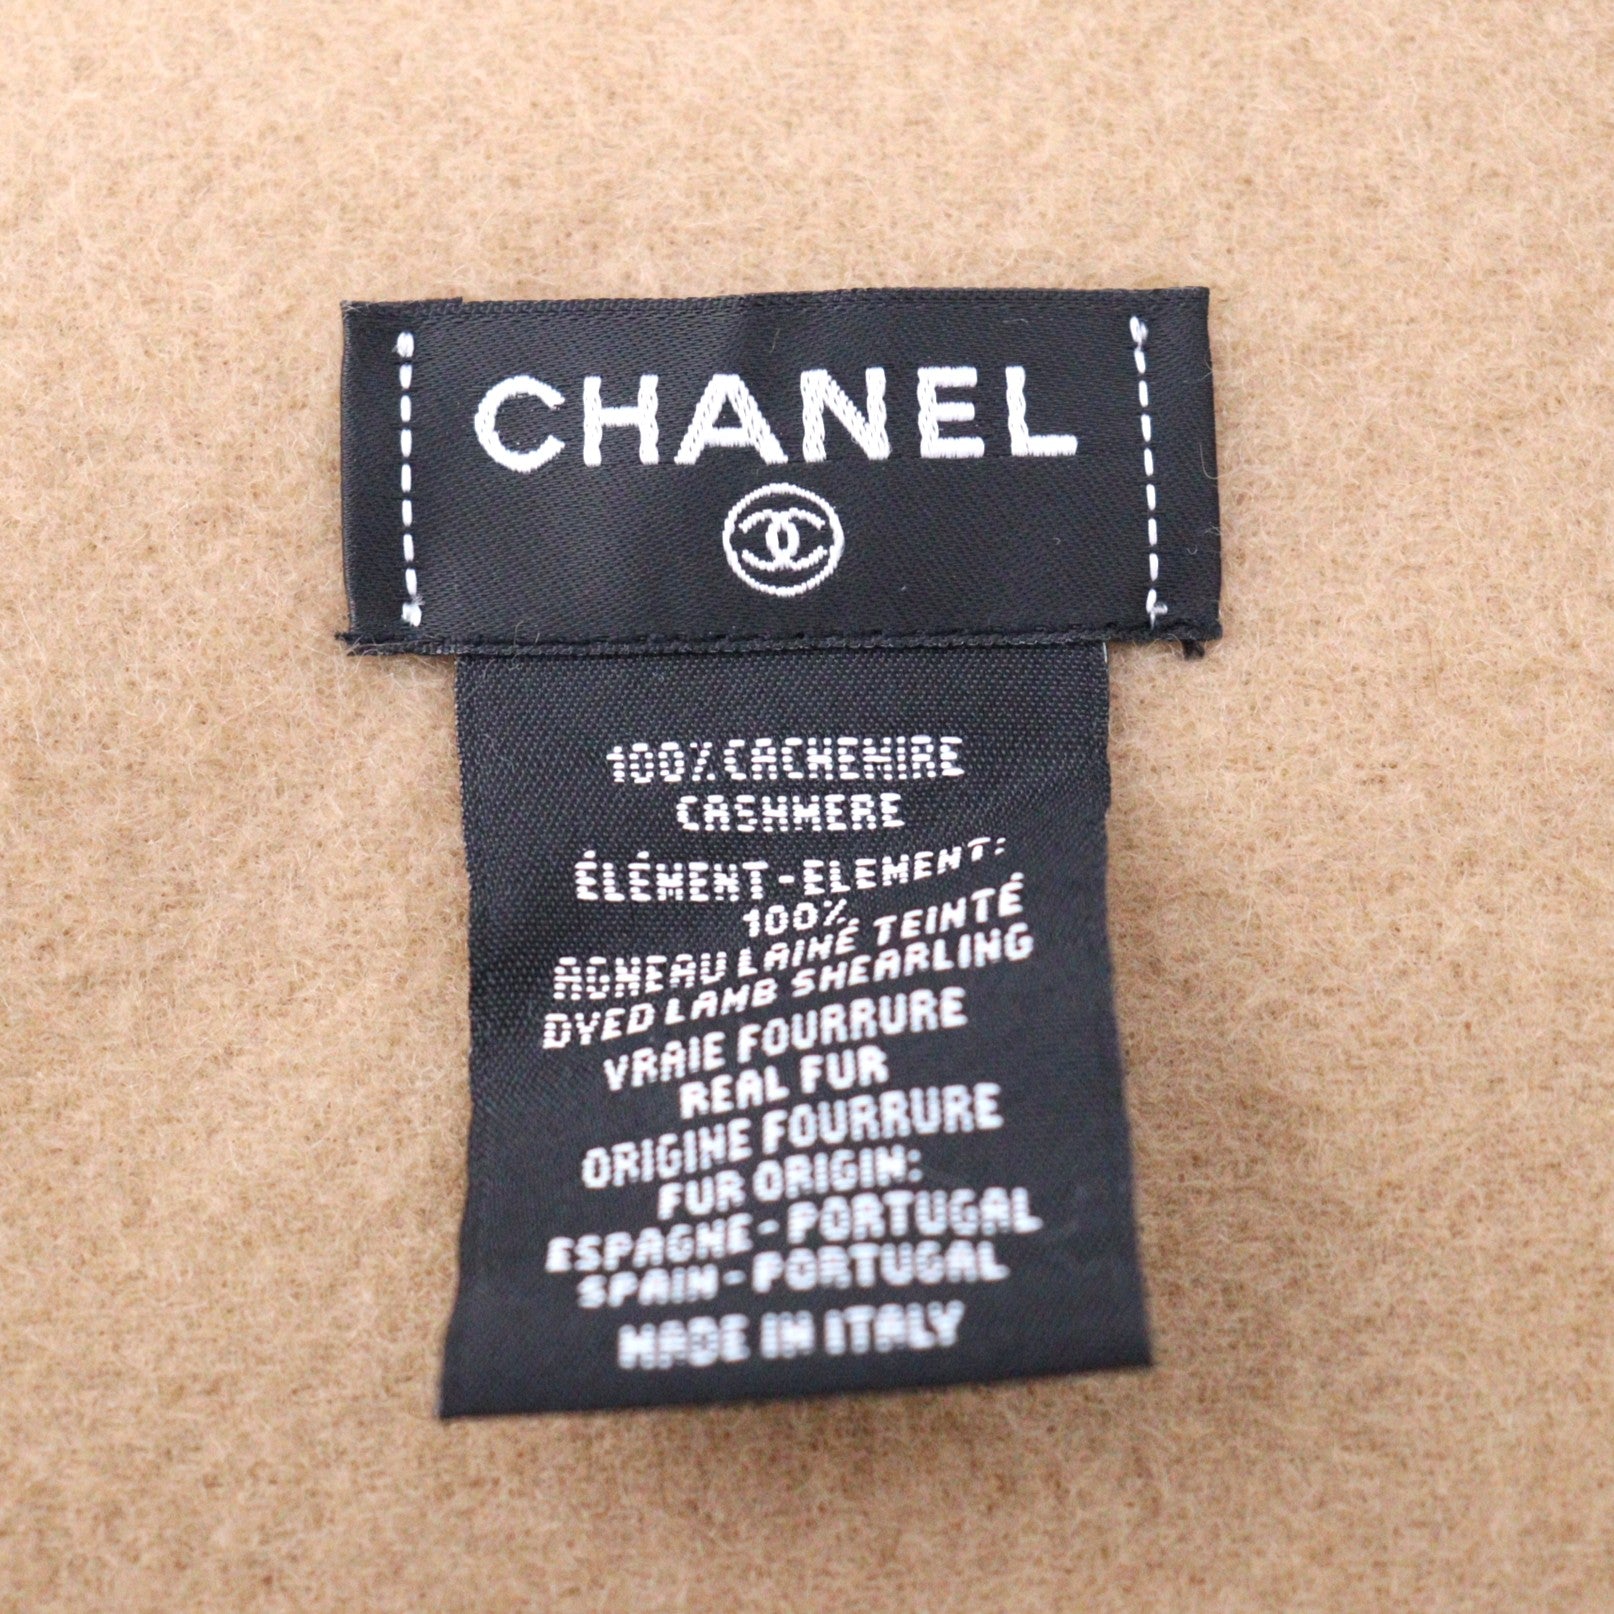 CHANEL
100% CACHEMIRE
CASHMERE
ÉLÉMENT-ELEMENT:
100%
AGNEAU LAINÉ TEINTÉ
DYED LAMB SHEARLING
VRAIE FOURRURE
REAL FUR
ORIGINE FOURRURE
FUR ORIGIN:
ESPAGNE-PORTUGAL
SPAIN-PORTUGAL
MADE IN ITALY